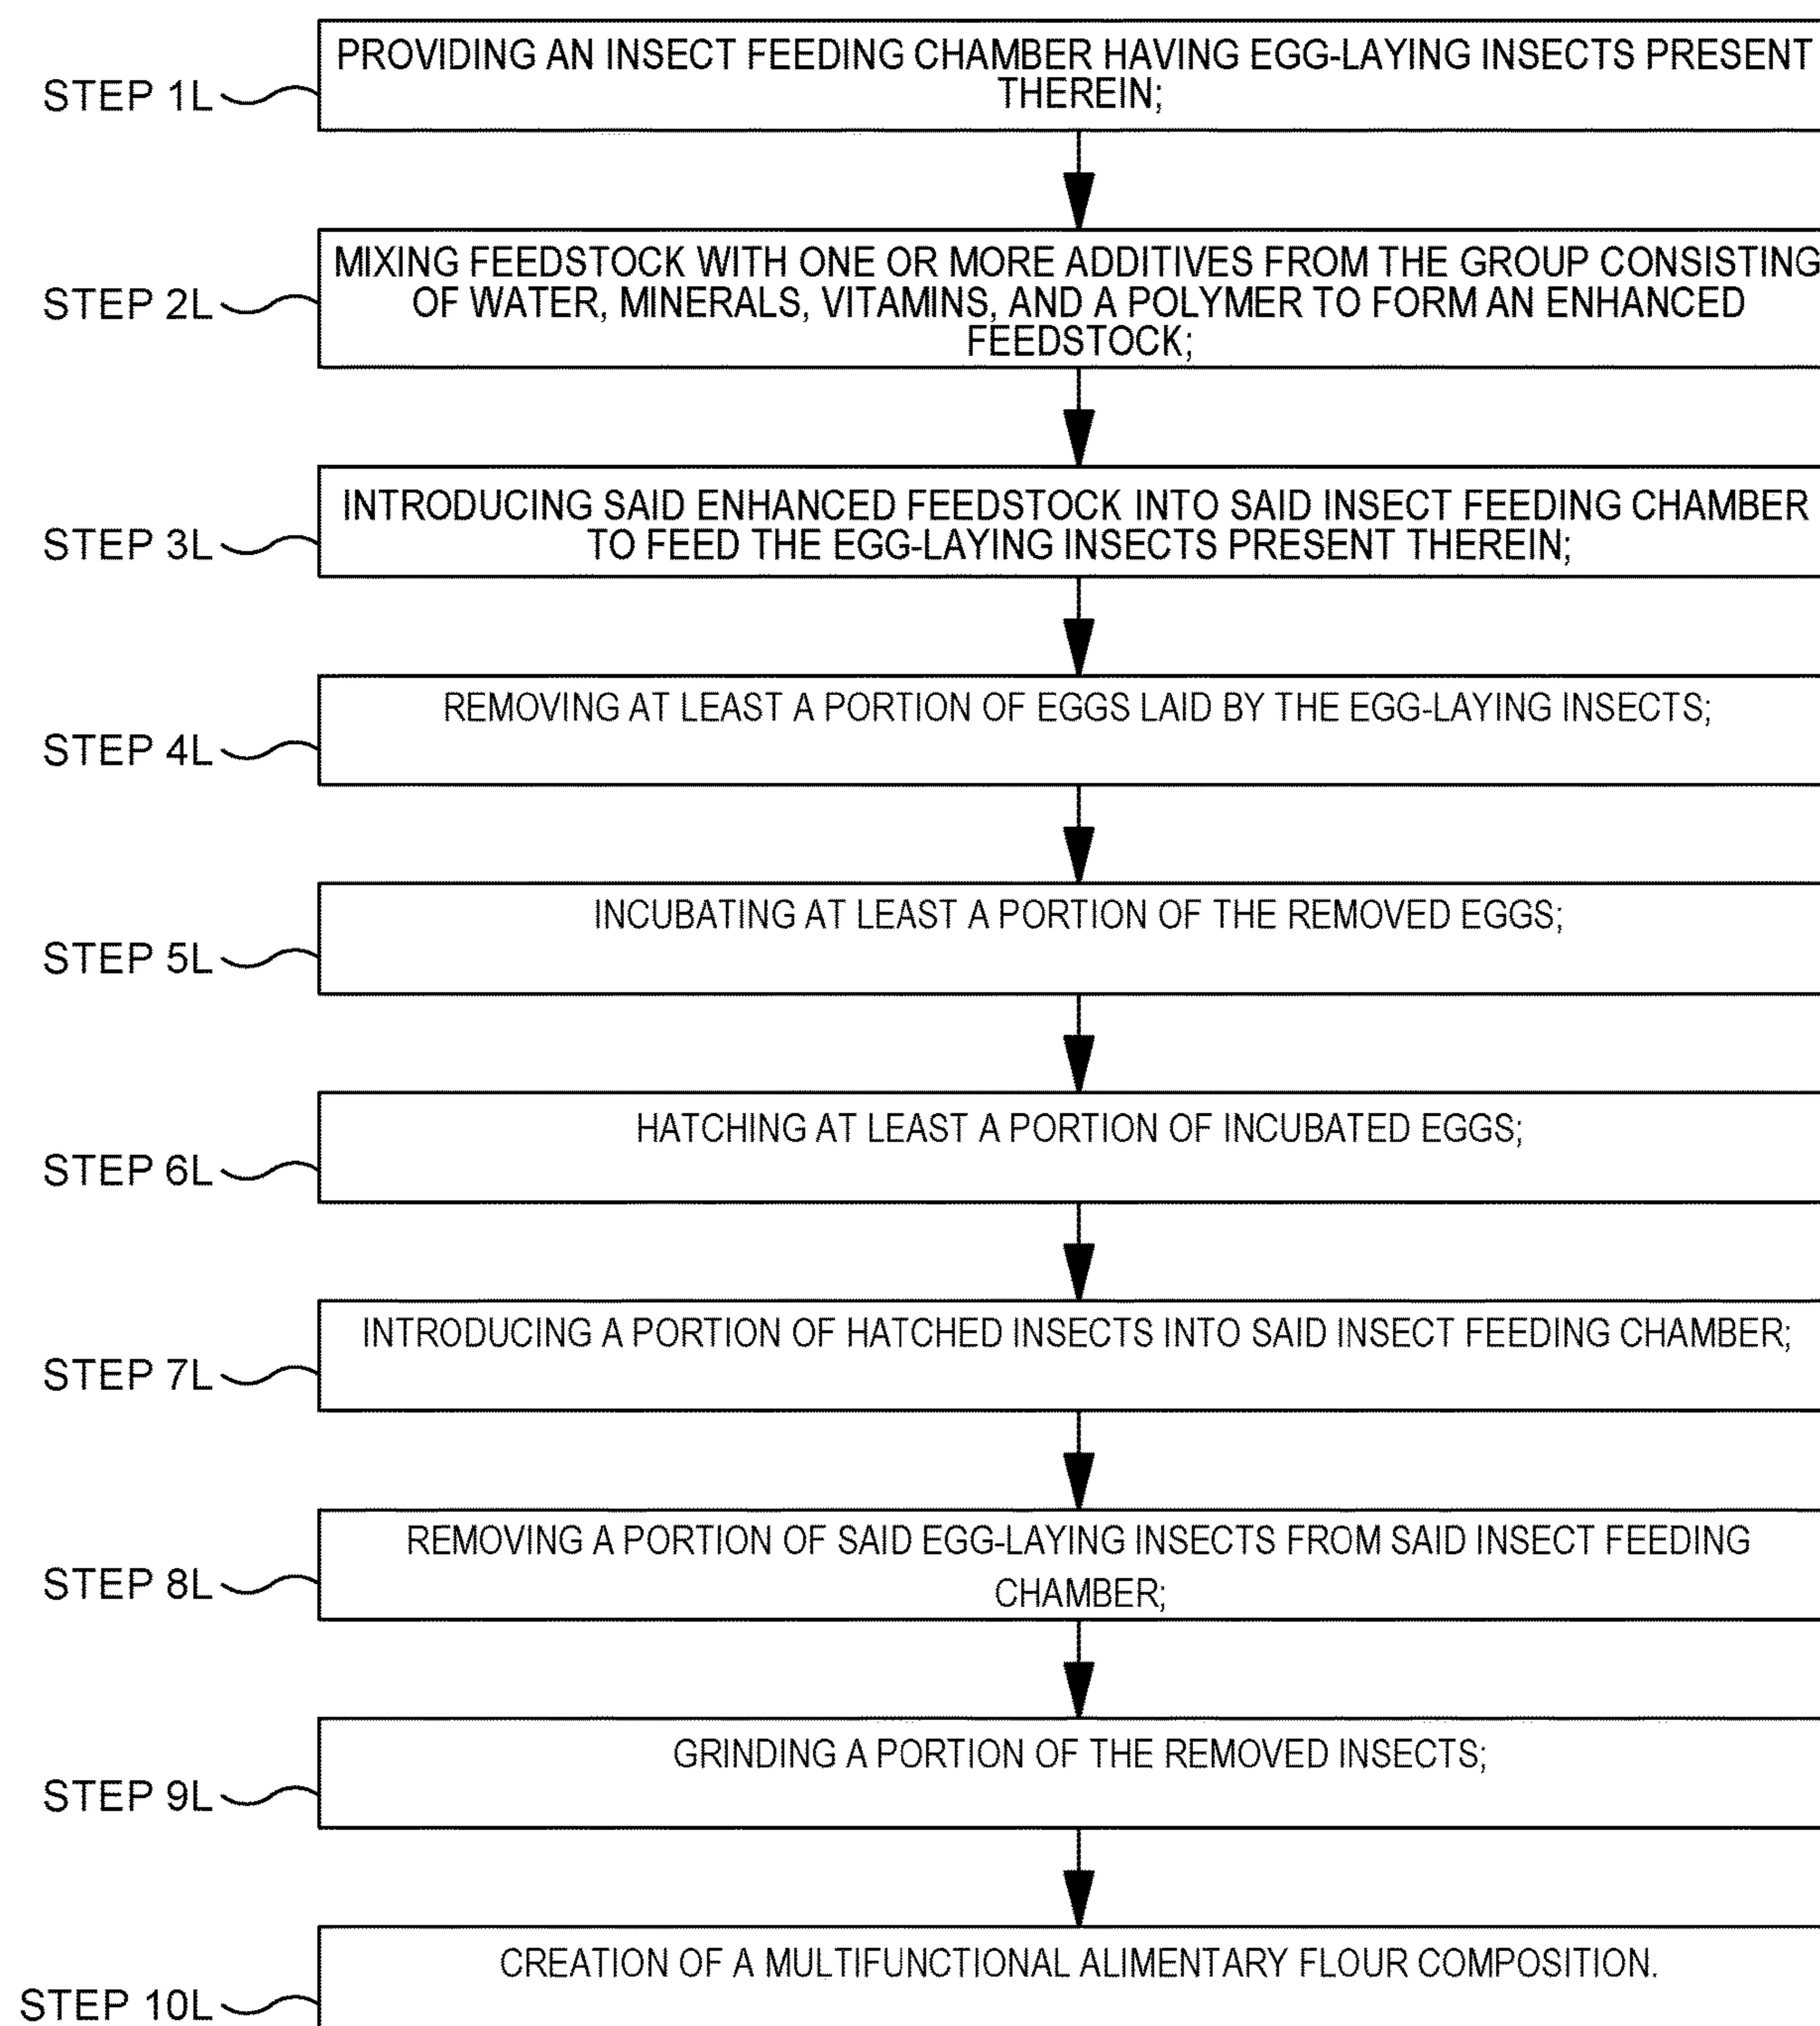 PROVIDING AN INSECT FEEDING CHAMBER HAVING EGG-LAYING INSECTS PRESENT
THEREIN;
STEP 1L
MIXING FEEDSTOCK WITH ONE OR MORE ADDITIVES FROM THE GROUP CONSISTING
OF WATER, MINERALS, VITAMINS, AND A POLYMER TO FORM AN ENHANCED
FEEDSTOCK;
STEP 2L
INTRODUCING SAID ENHANCED FEEDSTOCK INTO SAID INSECT FEEDING CHAMBER
TO FEED THE EGG-LAYING INSECTS PRESENT THEREIN;
STEP 3L
REMOVING AT LEAST A PORTION OF EGGS LAID BY THE EGG-LAYING INSECTS;
STEP 4L
INCUBATING AT LEAST A PORTION OF THE REMOVED EGGS;
STEP 5L
HATCHING AT LEAST A PORTION OF INCUBATED EGGS;
STEP 6L
INTRODUCING A PORTION OF HATCHED INSECTS INTO SAID INSECT FEEDING CHAMBER;
STEP 7L
REMOVING A PORTION OF SAID EGG-LAYING INSECTS FROM SAID INSECT FEEDING
CHAMBER;
STEP 8L
GRINDING A PORTION OF THE REMOVED INSECTS;
STEP 9L
CREATION OF A MULTIFUNCTIONAL ALIMENTARY FLOUR COMPOSITION.
STEP 10L